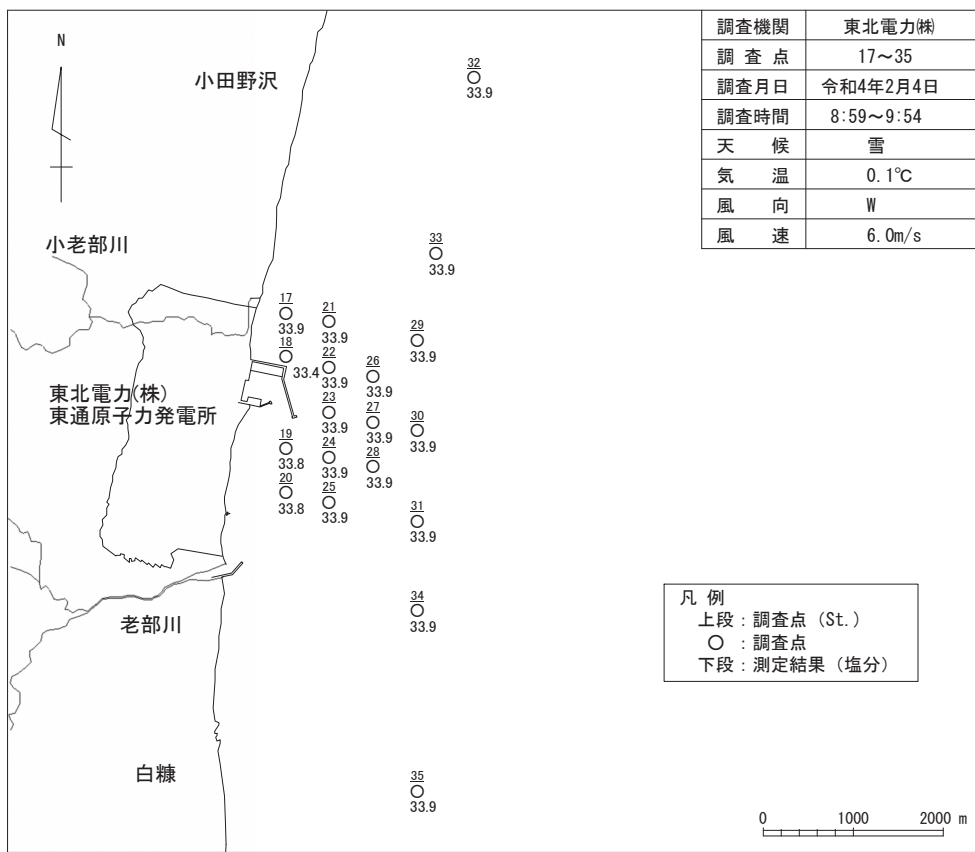 調査機関 東北電力㈱
調査点 17～35
調査月日 令和4年2月4日
調査時間 8:59～9:54
天候 雪
気温 0.1℃
風向 W
風速 6.0m/s
N
小田野沢
32
33.9
小老部川
33
33.9
17
33.9
21
33.9
18
33.4
29
33.9
22
33.9
26
33.9
東北電力(株)
東通原子力発電所
23
33.9
27
33.9
30
33.9
19
33.8
24
33.9
28
33.9
20
33.8
25
33.9
31
33.9
34
33.9
老部川
凡 例
上段：調査点（St.）
○ ：調査点
下段：測定結果（塩分）
白糠
35
33.9
0 1000 2000 m